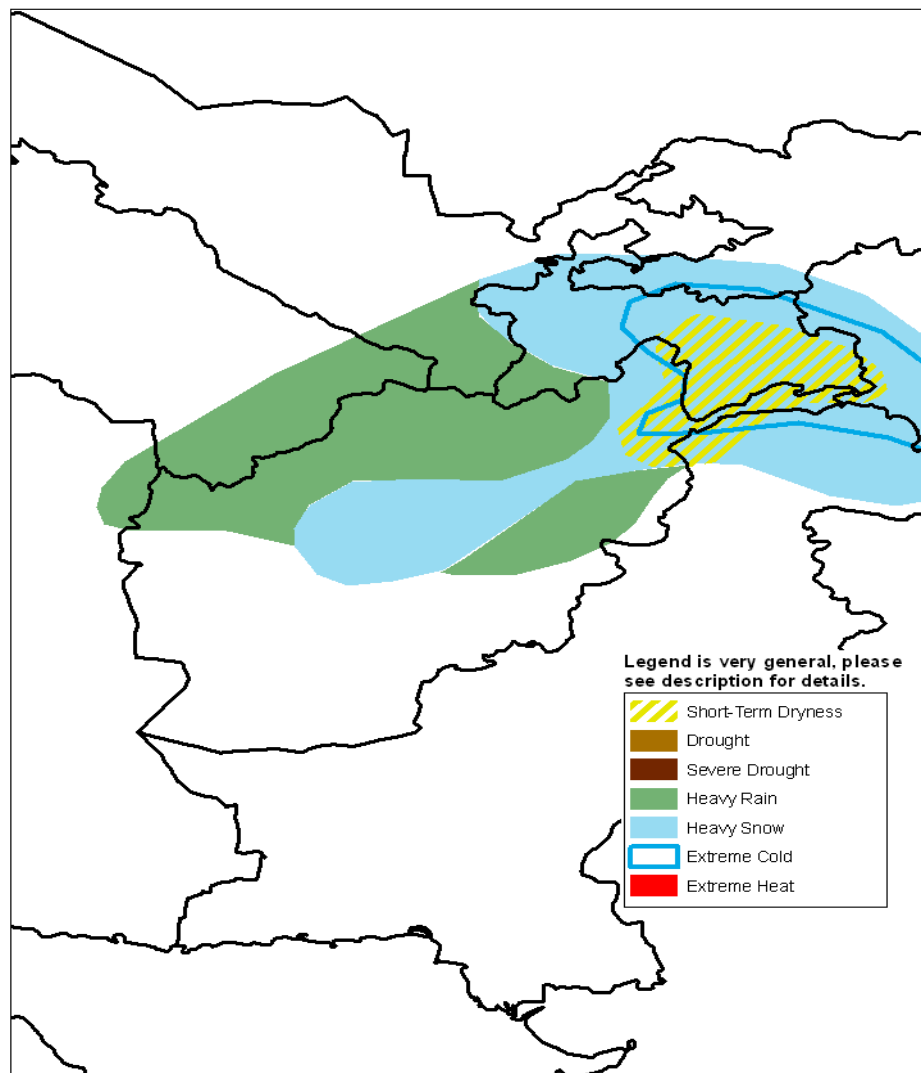 Legend is very general, please
see description for details.
Short-Term Dryness
Drought
Severe Drought
Heavy Rain
Heavy Snow
Extreme Cold
Extreme Heat